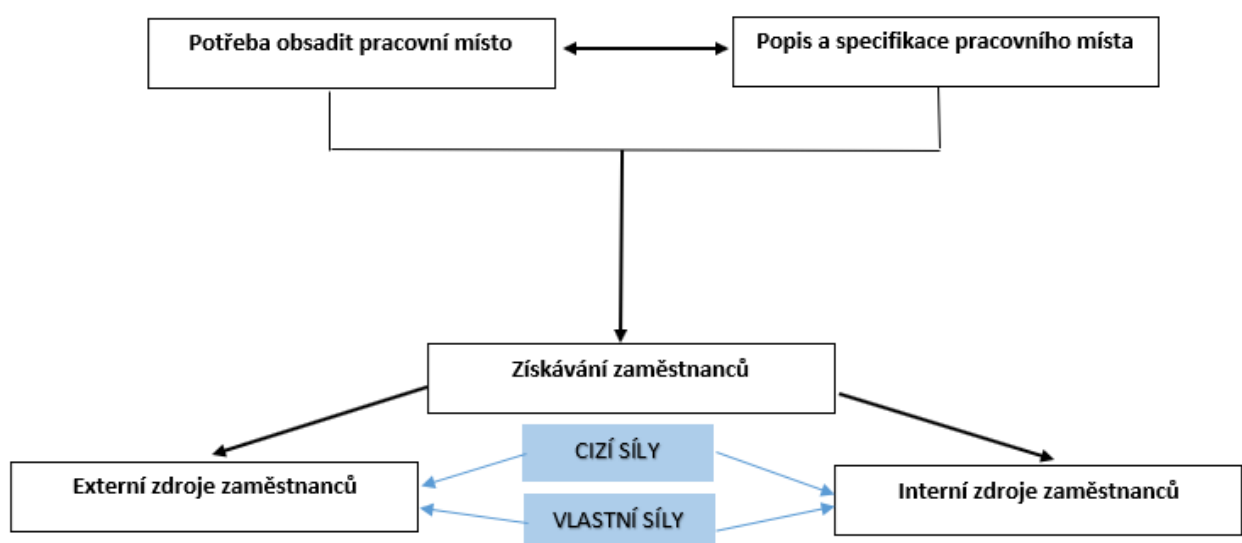 Potřeba obsadit pracovní místo
Popis a specifikace pracovního místa
Získávání zaměstnanců
CIZÍ SÍLY
Externí zdroje zaměstnanců
Interní zdroje zaměstnanců
VLASTNÍ SÍLY